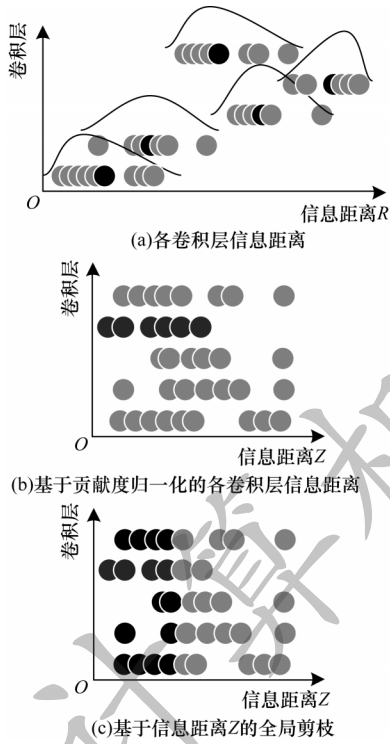 卷积层
O
信息距离R
(a)各卷积层信息距离
卷积层
O
信息距离Z
(b)基于贡献度归一化的各卷积层信息距离
卷积层
O
信息距离Z
(c)基于信息距离Z的全局剪枝